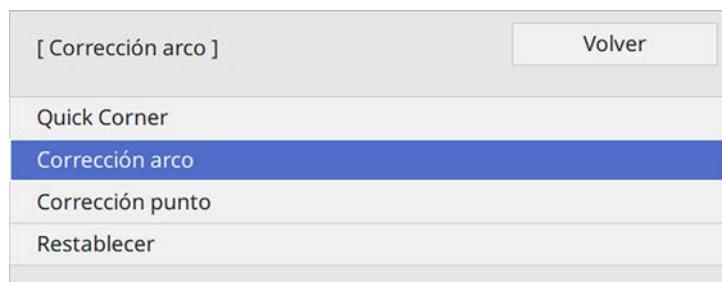 [ Corrección arco ]
Volver
Quick Corner
Corrección arco
Corrección punto
Restablecer